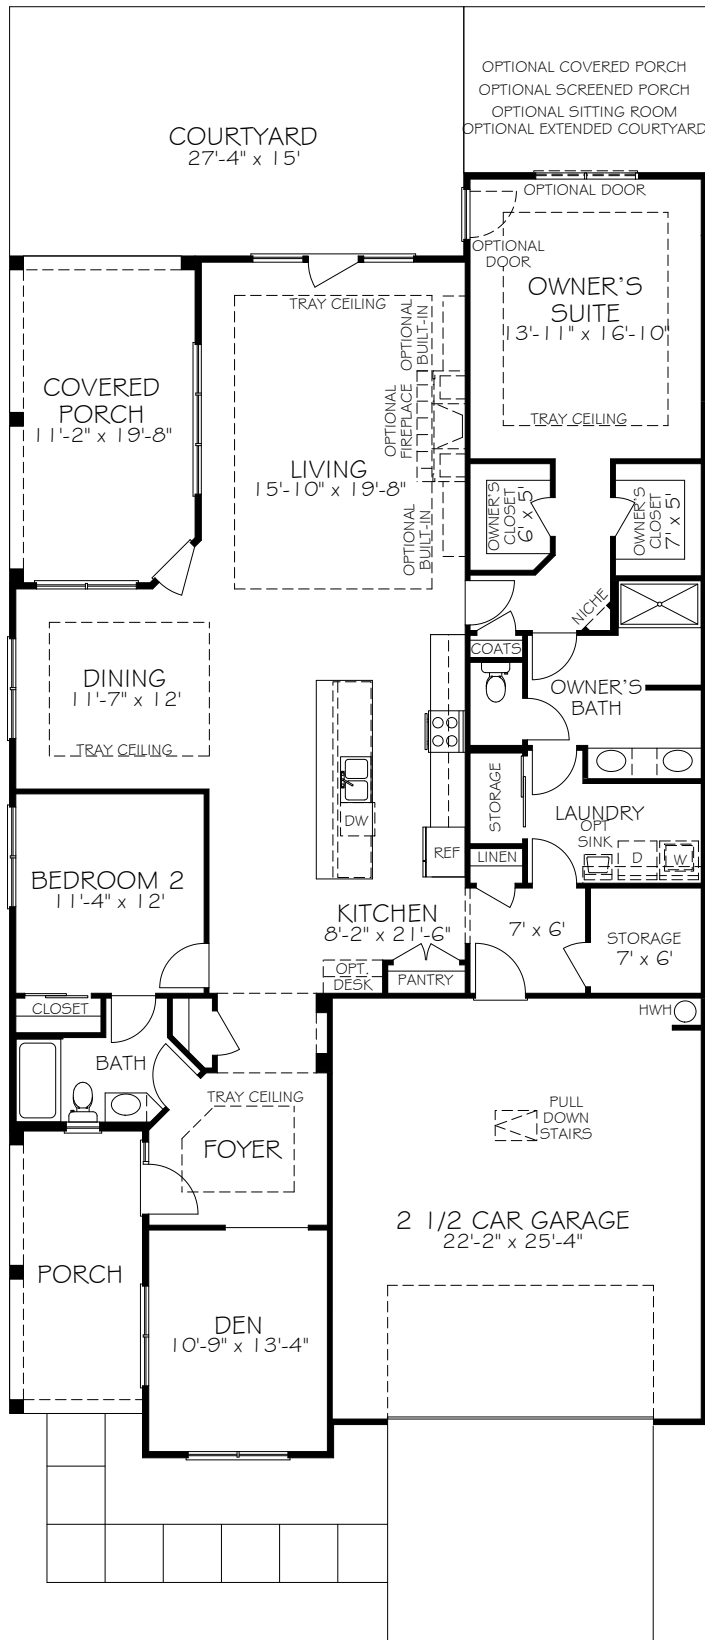 OPTIONAL COVERED PORCH
OPTIONAL SCREENED PORCH
OPTIONAL SITTING ROOM
OPTIONAL EXTENDED COURTYARD
COURTYARD
27'-4" x 15'
OPTIONAL DOOR
OPTIONAL
DOOR
OWNER'S
SUITE
13'-11" x 16'-10"
TRAY CEILING
TRAY CEILING
OPTIONAL
BUILT-IN
OPTIONAL
FIREPLACE
OPTIONAL
BUILT-IN
COVERED
PORCH
11'-2" x 19'-8"
LIVING
15'-10" x 19'-8"
OWNER'S
CLOSET
6' x 5'
OWNER'S
CLOSET
7' x 5'
NICHE
COATS
DINING
11'-7" x 12'
TRAY CEILING
OWNER'S
BATH
STORAGE
LAUNDRY
OPT
SINK
D
W
DW
REF
LINEN
BEDROOM 2
11'-4" x 12'
KITCHEN
8'-2" x 21'-6"
7' x 6'
STORAGE
7' x 6'
OPT.
DESK
PANTRY
CLOSET
HWH
BATH
TRAY CEILING
FOYER
PULL
DOWN
STAIRS
2 1/2 CAR GARAGE
22'-2" x 25'-4"
PORCH
DEN
10'-9" x 13'-4"